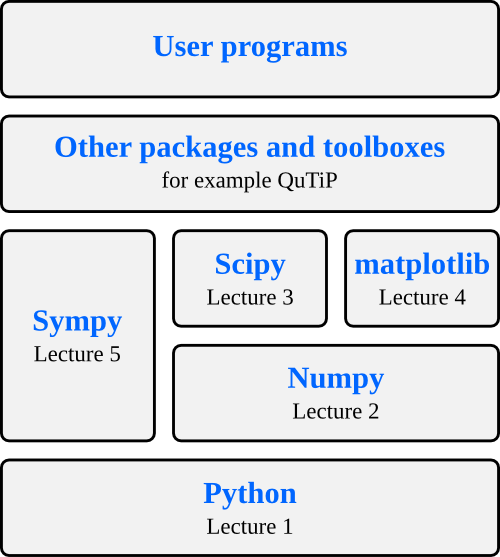 User programs
Other packages and toolboxes
for example QuTiP
Sympy
Lecture 5
Scipy
Lecture 3
matplotlib
Lecture 4
Numpy
Lecture 2
Python
Lecture 1